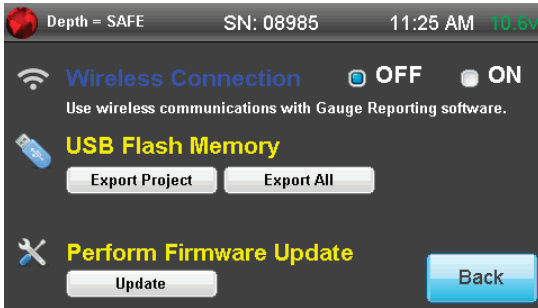 Depth = SAFE SN: 08985 11:25 AM 10.6v
Wireless Connection OFF ON
Use wireless communications with Gauge Reporting software.
USB Flash Memory
Export Project Export All
Perform Firmware Update
Update Back